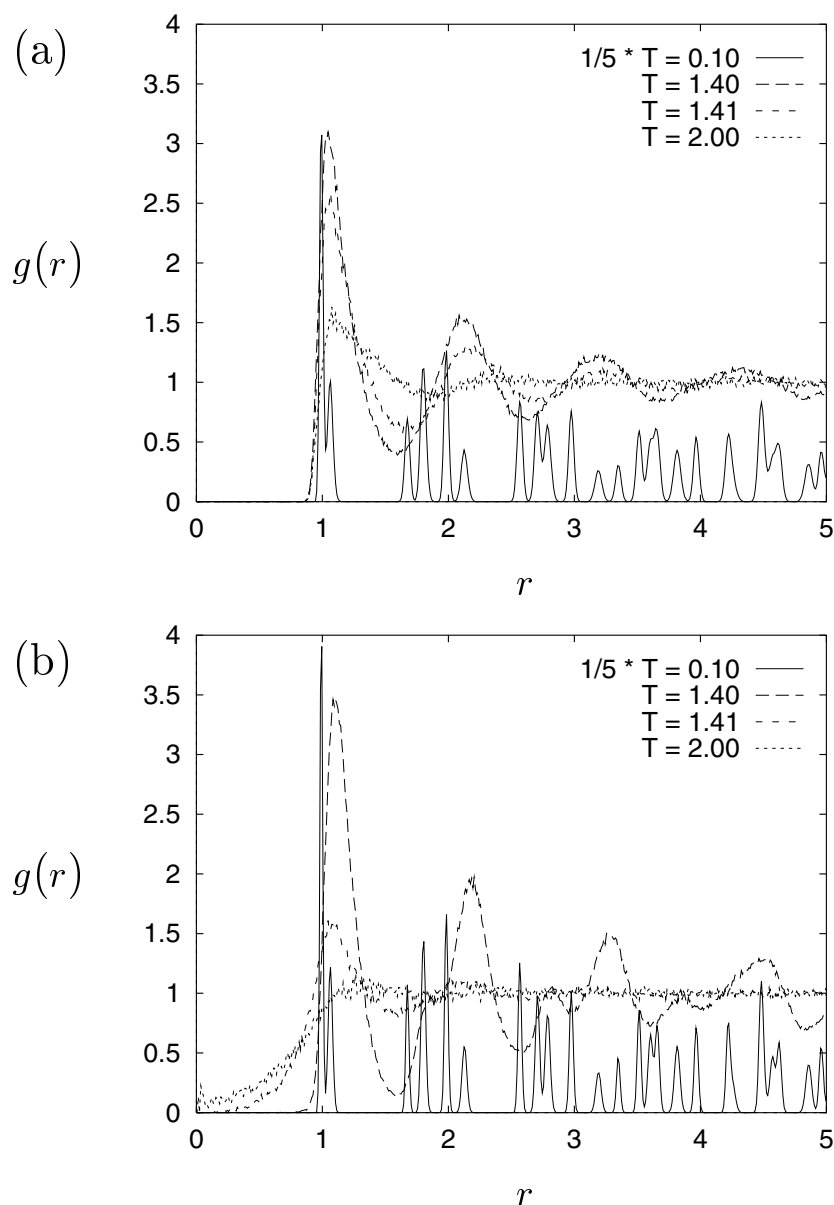 (a)
4
3.5
3
2.5
2
1.5
1
0.5
0
g(r)
1/5 * T = 0.10
T = 1.40
T = 1.41
T = 2.00
0 1 2 3 4 5
r
(b)
4
3.5
3
2.5
2
1.5
1
0.5
0
g(r)
1/5 * T = 0.10
T = 1.40
T = 1.41
T = 2.00
0 1 2 3 4 5
r